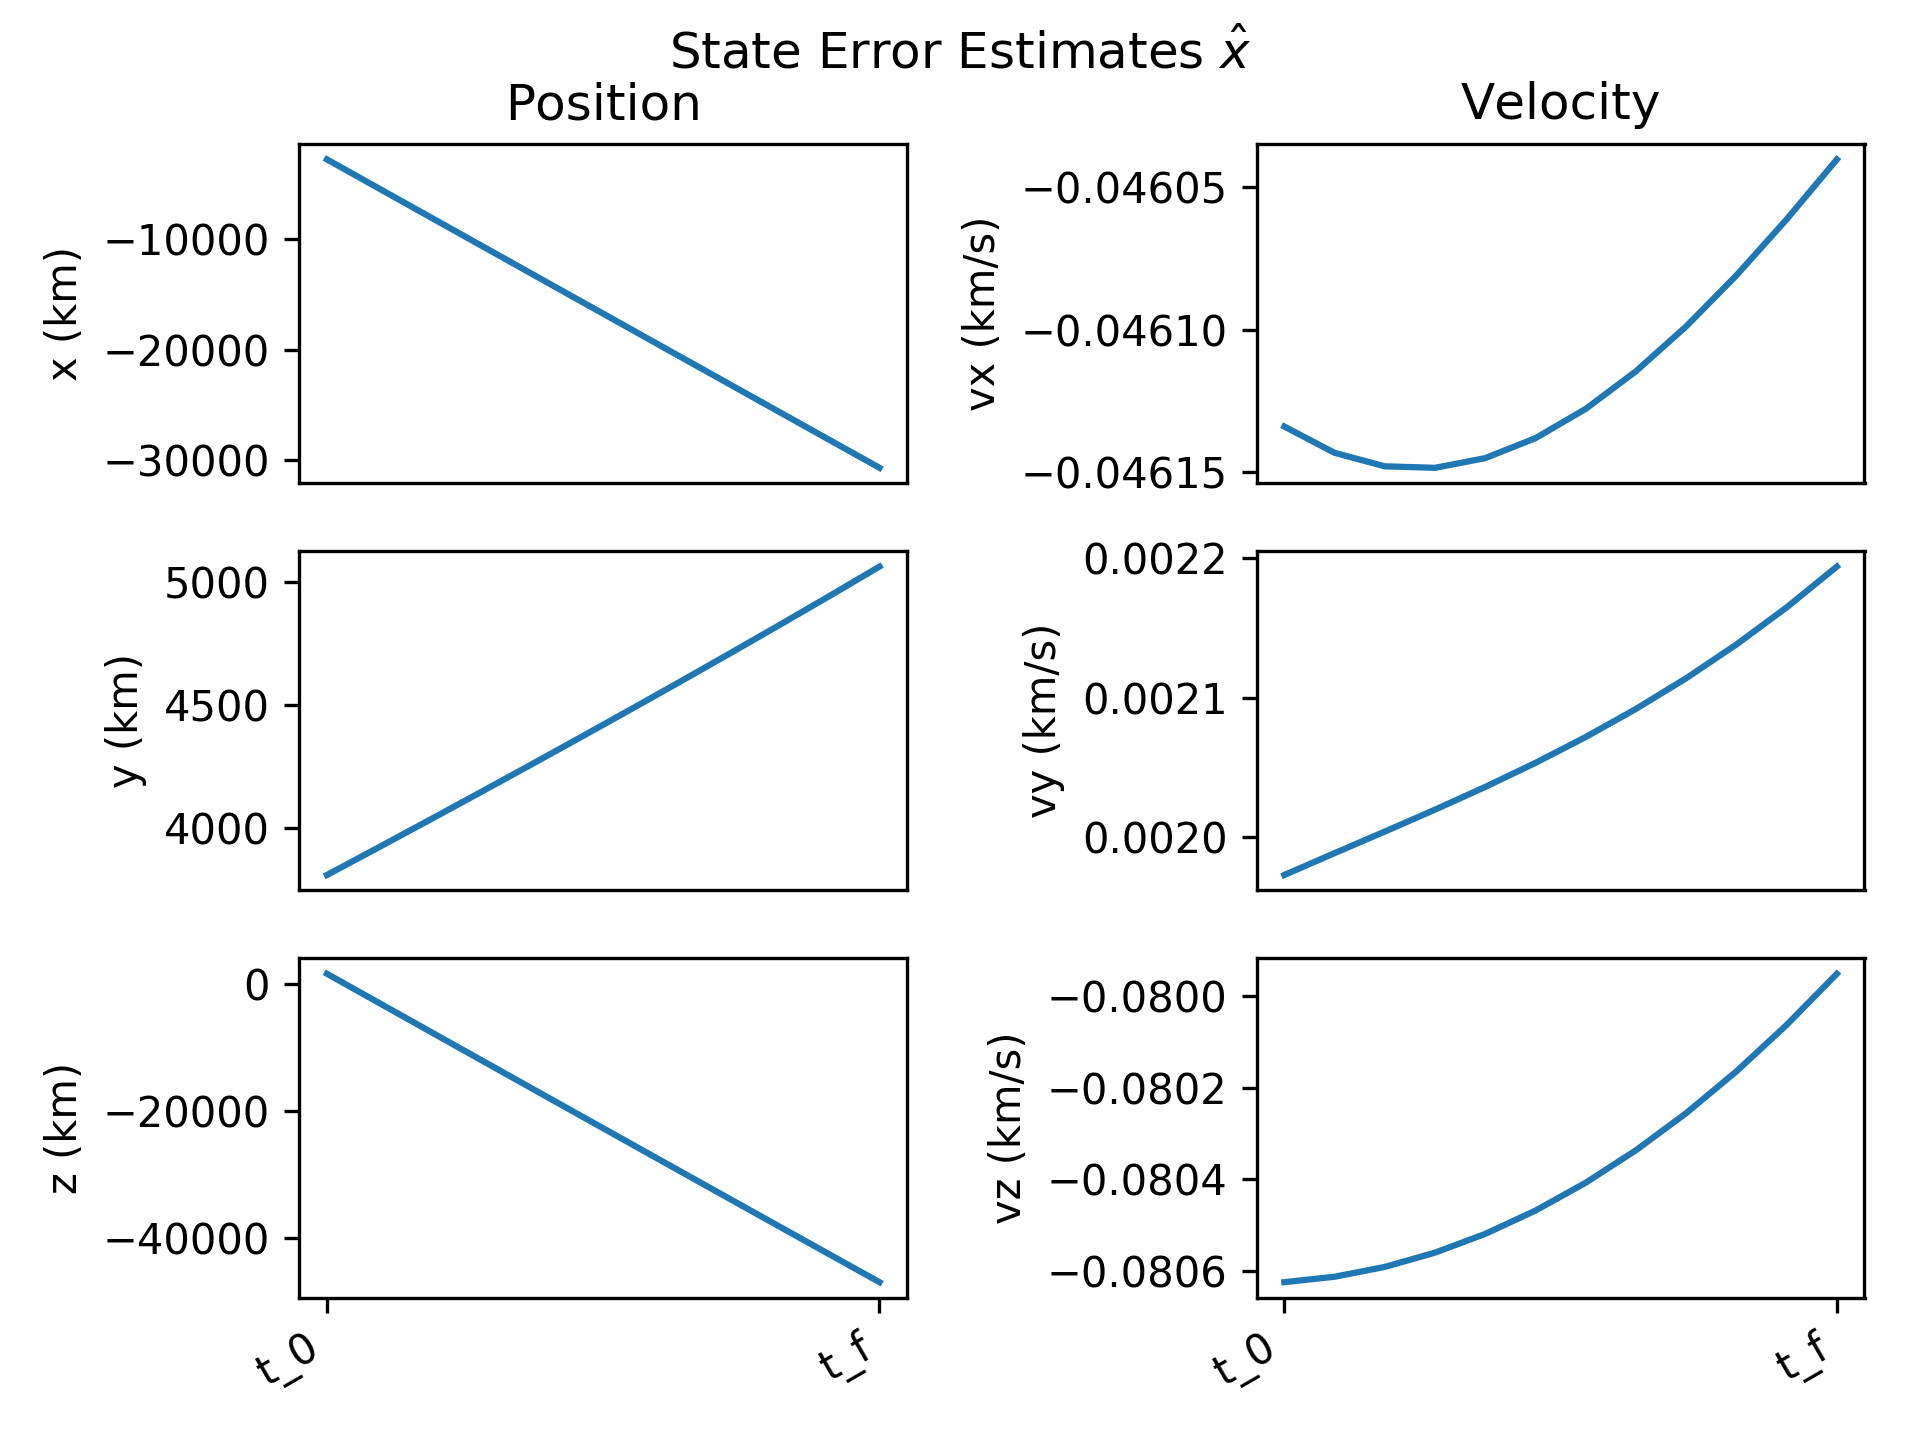 State Error Estimates x̂
Position
Velocity
x (km)
−10000
−20000
−30000
vx (km/s)
−0.04605
−0.04610
−0.04615
y (km)
5000
4500
4000
vy (km/s)
0.0022
0.0021
0.0020
z (km)
0
−20000
−40000
t_0
t_f
vz (km/s)
−0.0800
−0.0802
−0.0804
−0.0806
t_0
t_f